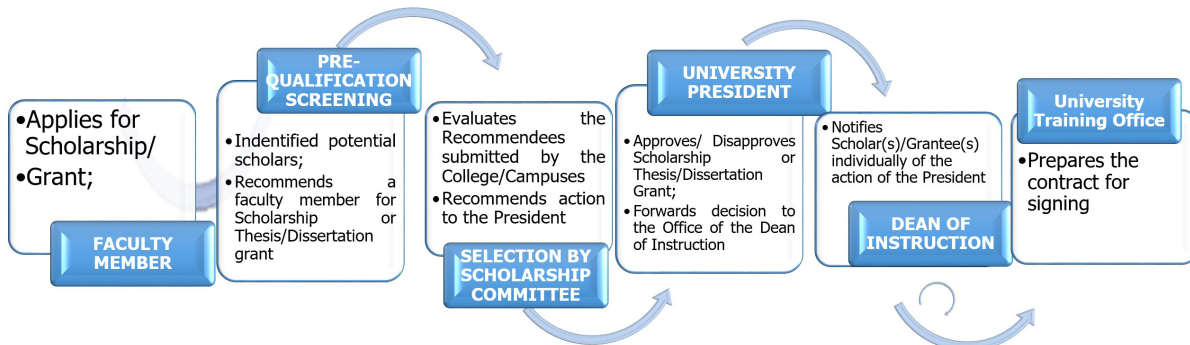 •Applies for
Scholarship/
•Grant;
FACULTY
MEMBER
PRE-
QUALIFICATION
SCREENING
•Indentified potential
scholars;
•Recommends a
faculty member for
Scholarship or
Thesis/Dissertation
grant
•Evaluates the
Recommendees
submitted by the
College/Campuses
•Recommends action
to the President
SELECTION BY
SCHOLARSHIP
COMMITTEE
UNIVERSITY
PRESIDENT
•Approves/ Disapproves
Scholarship or
Thesis/Dissertation
Grant;
•Forwards decision to
the Office of the Dean
of Instruction
•Notifies
Scholar(s)/Grantee(s)
individually of the
action of the President
DEAN OF
INSTRUCTION
University
Training Office
•Prepares the
contract for
signing